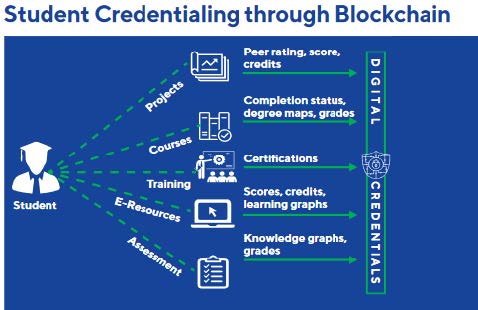 Student Credentialing through Blockchain
Peer rating, score,
credits
Projects
Completion status,
degree maps, grades
Courses
Certifications
Training
Student
Scores, credits,
learning graphs
E-Resources
Knowledge graphs,
grades
Assessment
DIGITAL
CREDENTIALS